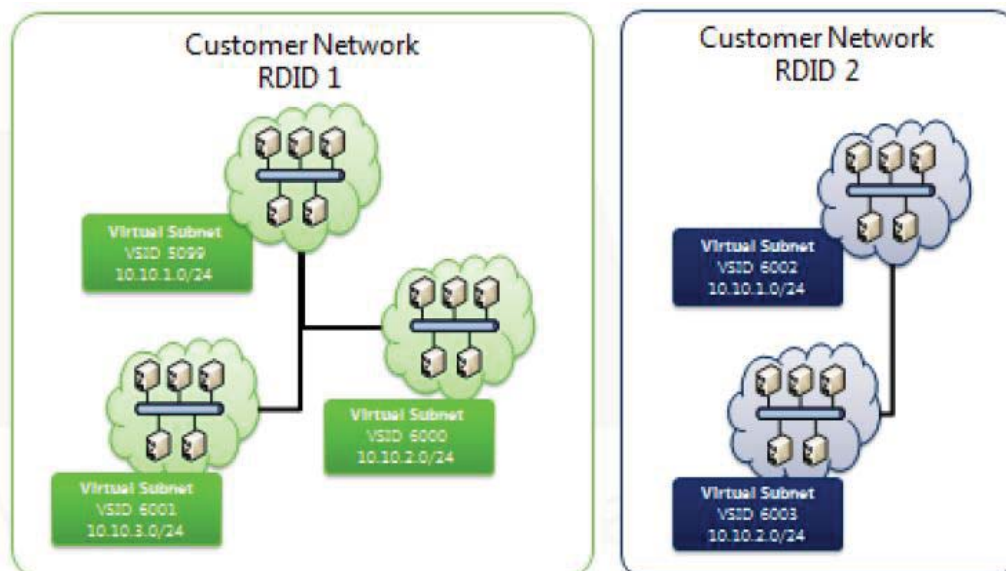 Customer Network
RDID 1
Virtual Subnet
VSID 5099
10.10.1.0/24
Virtual Subnet
VSID 6000
10.10.2.0/24
Virtual Subnet
VSID 6001
10.10.3.0/24
Customer Network
RDID 2
Virtual Subnet
VSID 6002
10.10.1.0/24
Virtual Subnet
VSID 6003
10.10.2.0/24